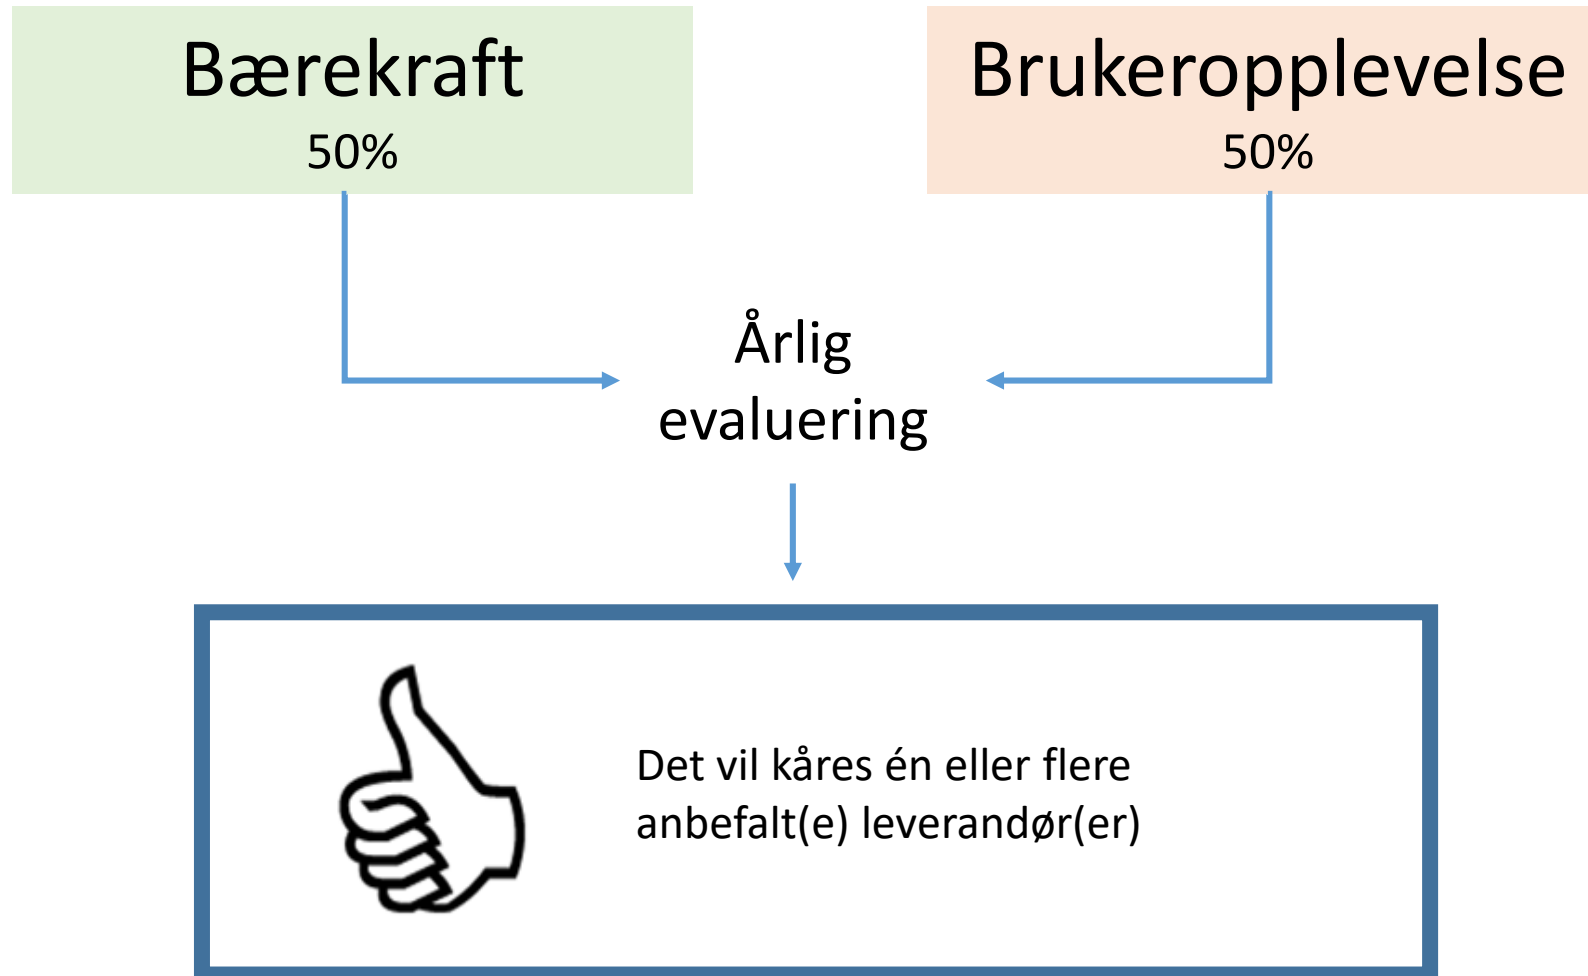 Bærekraft
50%
Brukeropplevelse
50%
Årlig
evaluering
Det vil kåres én eller flere
anbefalt(e) leverandør(er)